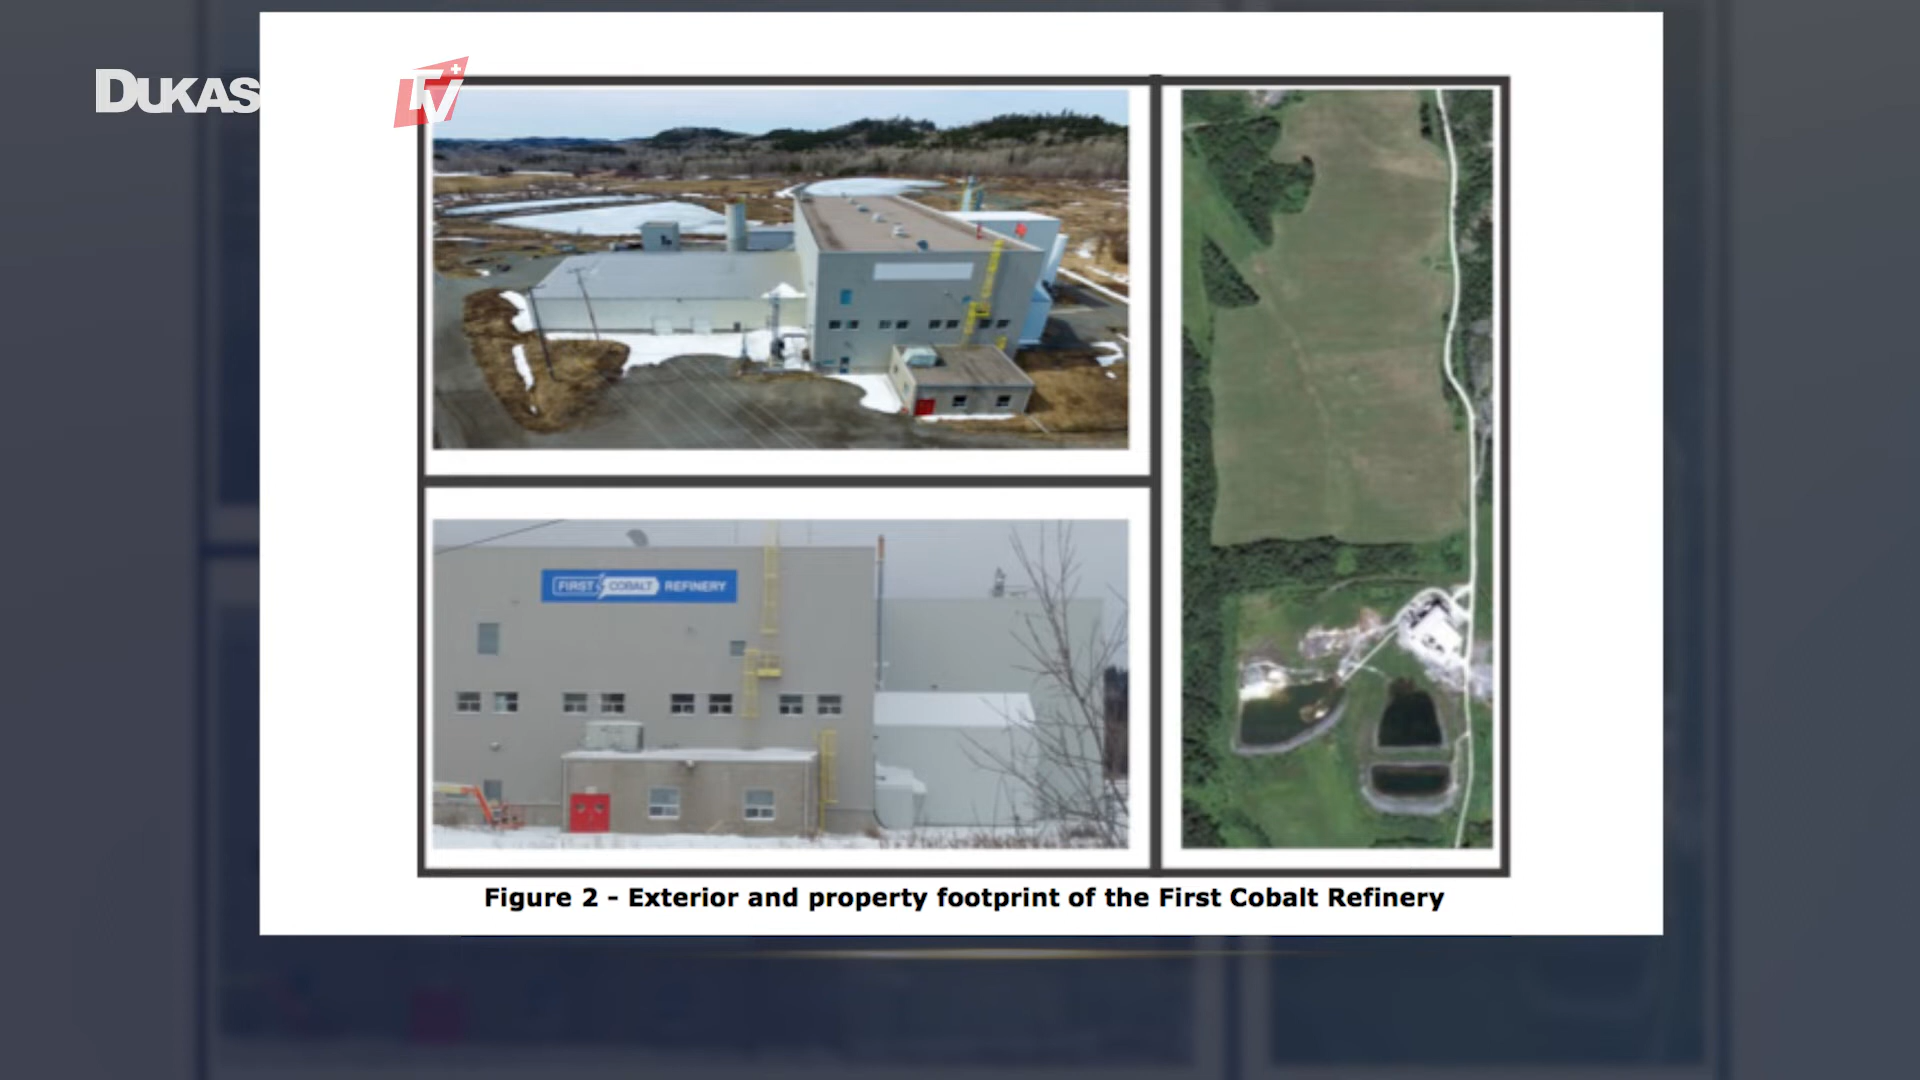 DUKAS
TV+
FIRST COBALT REFINERY
Figure 2 - Exterior and property footprint of the First Cobalt Refinery